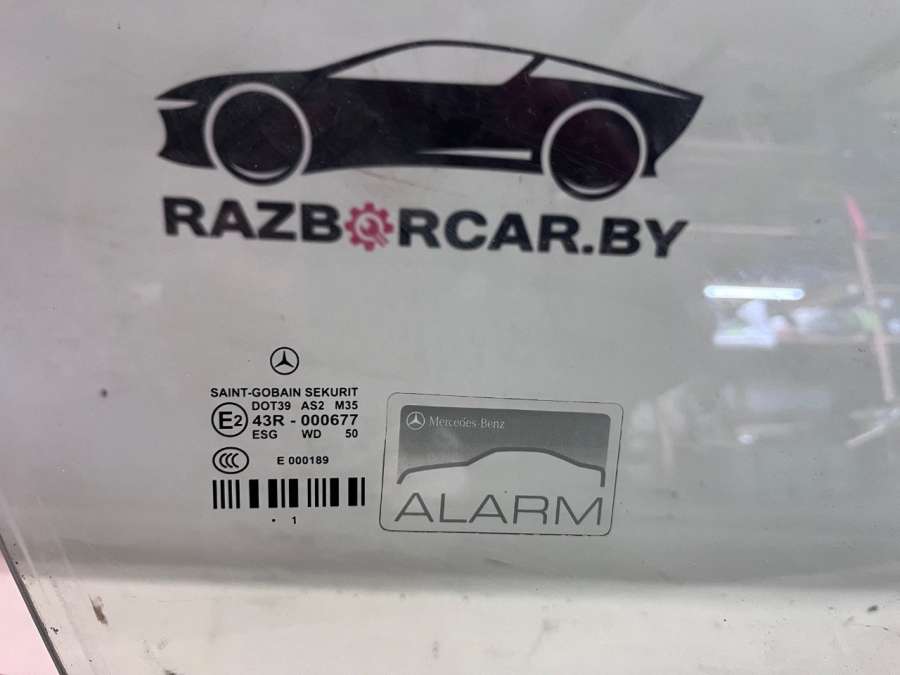 RAZBORCAR.BY
SAINT-GOBAIN SEKURIT
DOT39 AS2 M35
E2 43R - 000677
ESG WD 50
CCC E 000189
• 1
Mercedes-Benz
ALARM